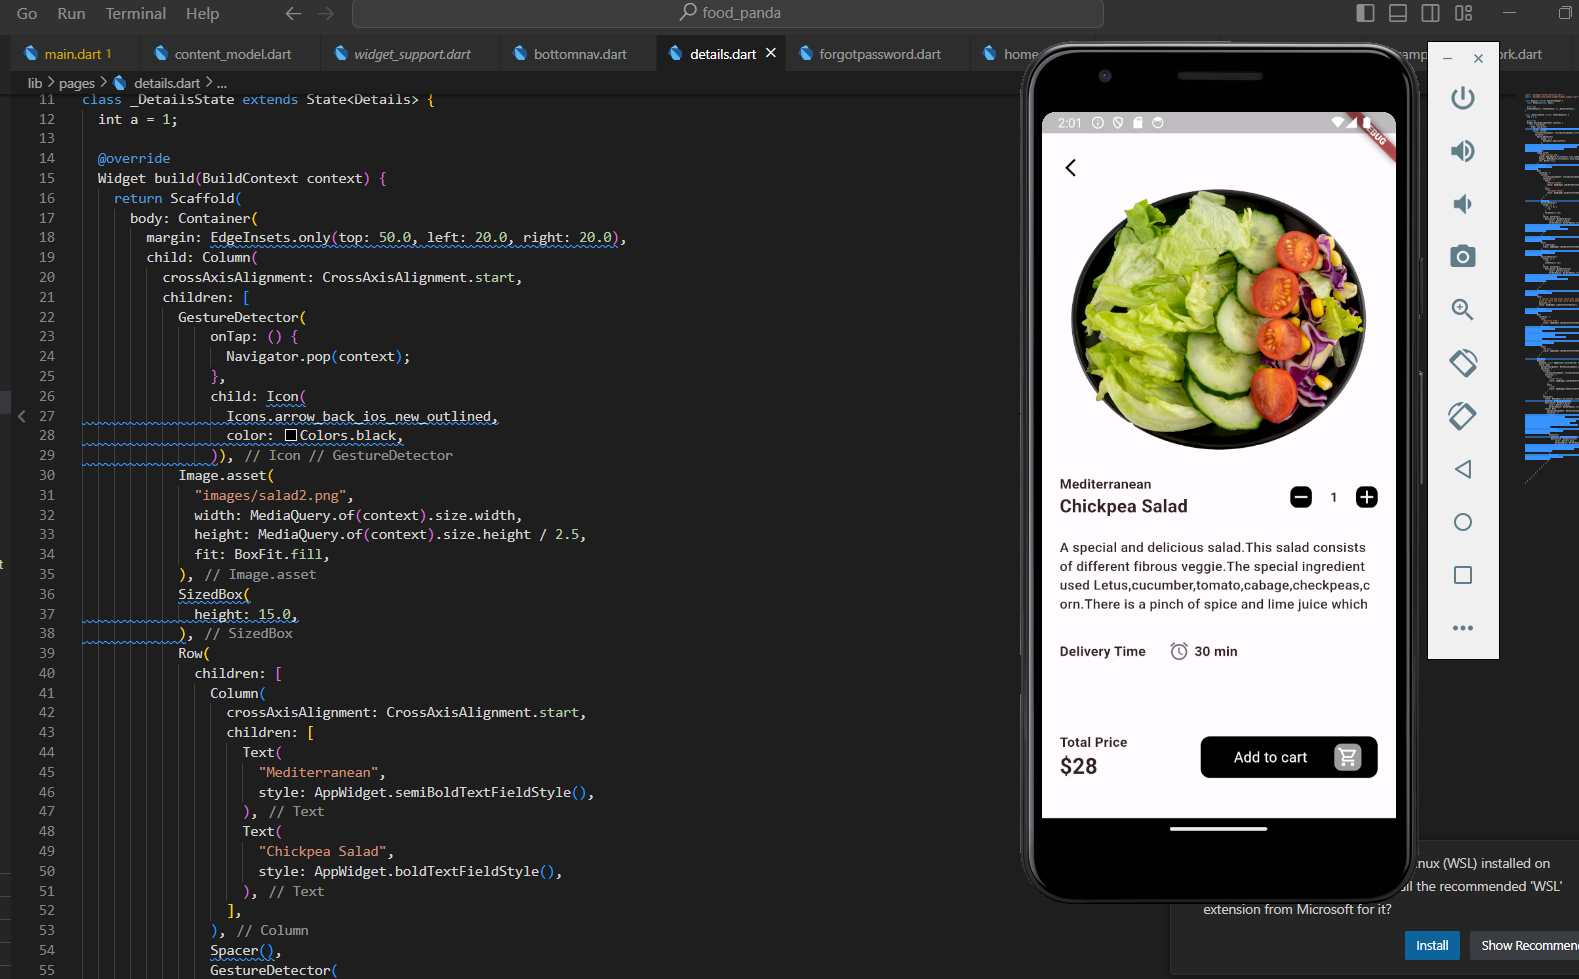 Go Run Terminal Help food_panda
main.dart 1 content_model.dart widget_support.dart bottomnav.dart details.dart forgotpassword.dart home rk.dart
lib > pages > details.dart > ...
11 class _DetailsState extends State<Details> {
12 int a = 1;
13
14 @override
15 Widget build(BuildContext context) {
16 return Scaffold(
17 body: Container(
18 margin: EdgeInsets.only(top: 50.0, left: 20.0, right: 20.0),
19 child: Column(
20 crossAxisAlignment: CrossAxisAlignment.start,
21 children: [
22 GestureDetector(
23 onTap: () {
24 Navigator.pop(context);
25 },
26 child: Icon(
27 Icons.arrow_back_ios_new_outlined,
28 color: Colors.black,
29 )), // Icon // GestureDetector
30 Image.asset(
31 "images/salad2.png",
32 width: MediaQuery.of(context).size.width,
33 height: MediaQuery.of(context).size.height / 2.5,
34 fit: BoxFit.fill,
35 ), // Image.asset
36 SizedBox(
37 height: 15.0,
38 ), // SizedBox
39 Row(
40 children: [
41 Column(
42 crossAxisAlignment: CrossAxisAlignment.start,
43 children: [
44 Text(
45 "Mediterranean",
46 style: AppWidget.semiBoldTextFieldStyle(),
47 ), // Text
48 Text(
49 "Chickpea Salad",
50 style: AppWidget.boldTextFieldStyle(),
51 ), // Text
52 ],
53 ), // Column
54 Spacer(),
55 GestureDetector(
2:01
Mediterranean
Chickpea Salad
1
A special and delicious salad.This salad consists
of different fibrous veggie.The special ingredient
used Letus,cucumber,tomato,cabage,checkpeas,c
orn.There is a pinch of spice and lime juice which
Delivery Time 30 min
Total Price
$28
Add to cart
nux (WSL) installed on
ll the recommended 'WSL'
extension from Microsoft for it?
Install Show Recommen